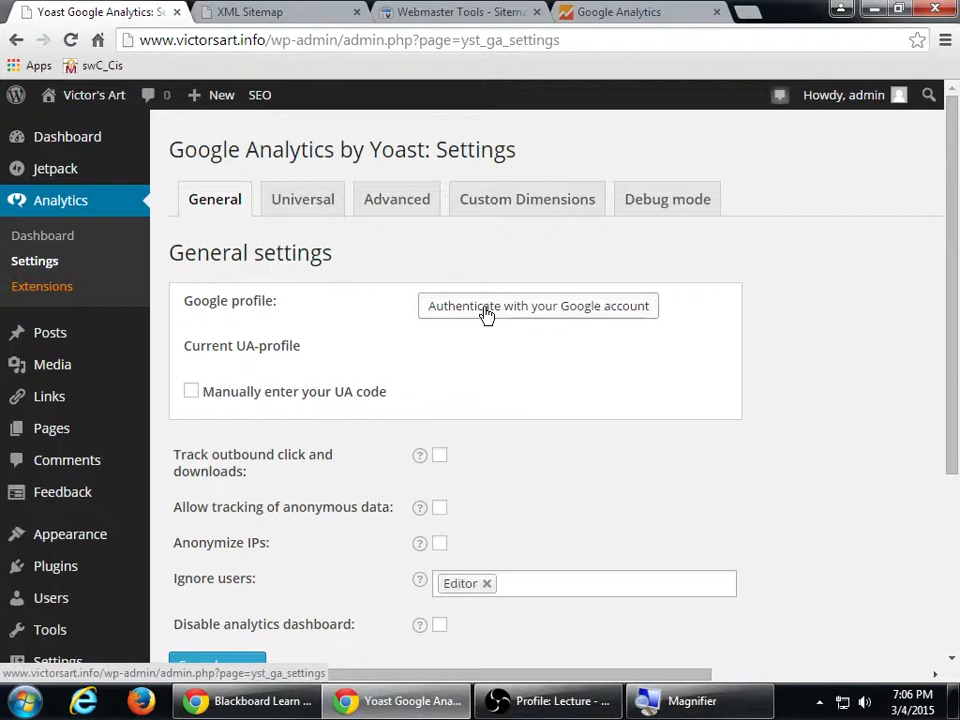 Yoast Google Analytics: Se
XML Sitemap
Webmaster Tools - Sitema
Google Analytics
www.victorsart.info/wp-admin/admin.php?page=yst_ga_settings
Apps
swC_Cis
Victor's Art
0
New
SEO
Howdy, admin
Dashboard
Jetpack
Analytics
Dashboard
Settings
Extensions
Posts
Media
Links
Pages
Comments
Feedback
Appearance
Plugins
Users
Tools
Settings
Google Analytics by Yoast: Settings
General
Universal
Advanced
Custom Dimensions
Debug mode
General settings
Google profile:
Authenticate with your Google account
Current UA-profile
Manually enter your UA code
Track outbound click and
downloads:
?
Allow tracking of anonymous data:
?
Anonymize IPs:
?
Ignore users:
?
Editor
Disable analytics dashboard:
?
www.victorsart.info/wp-admin/admin.php?page=yst_ga_settings
Blackboard Learn ...
Yoast Google Ana...
Profile: Lecture - ...
Magnifier
7:06 PM
3/4/2015